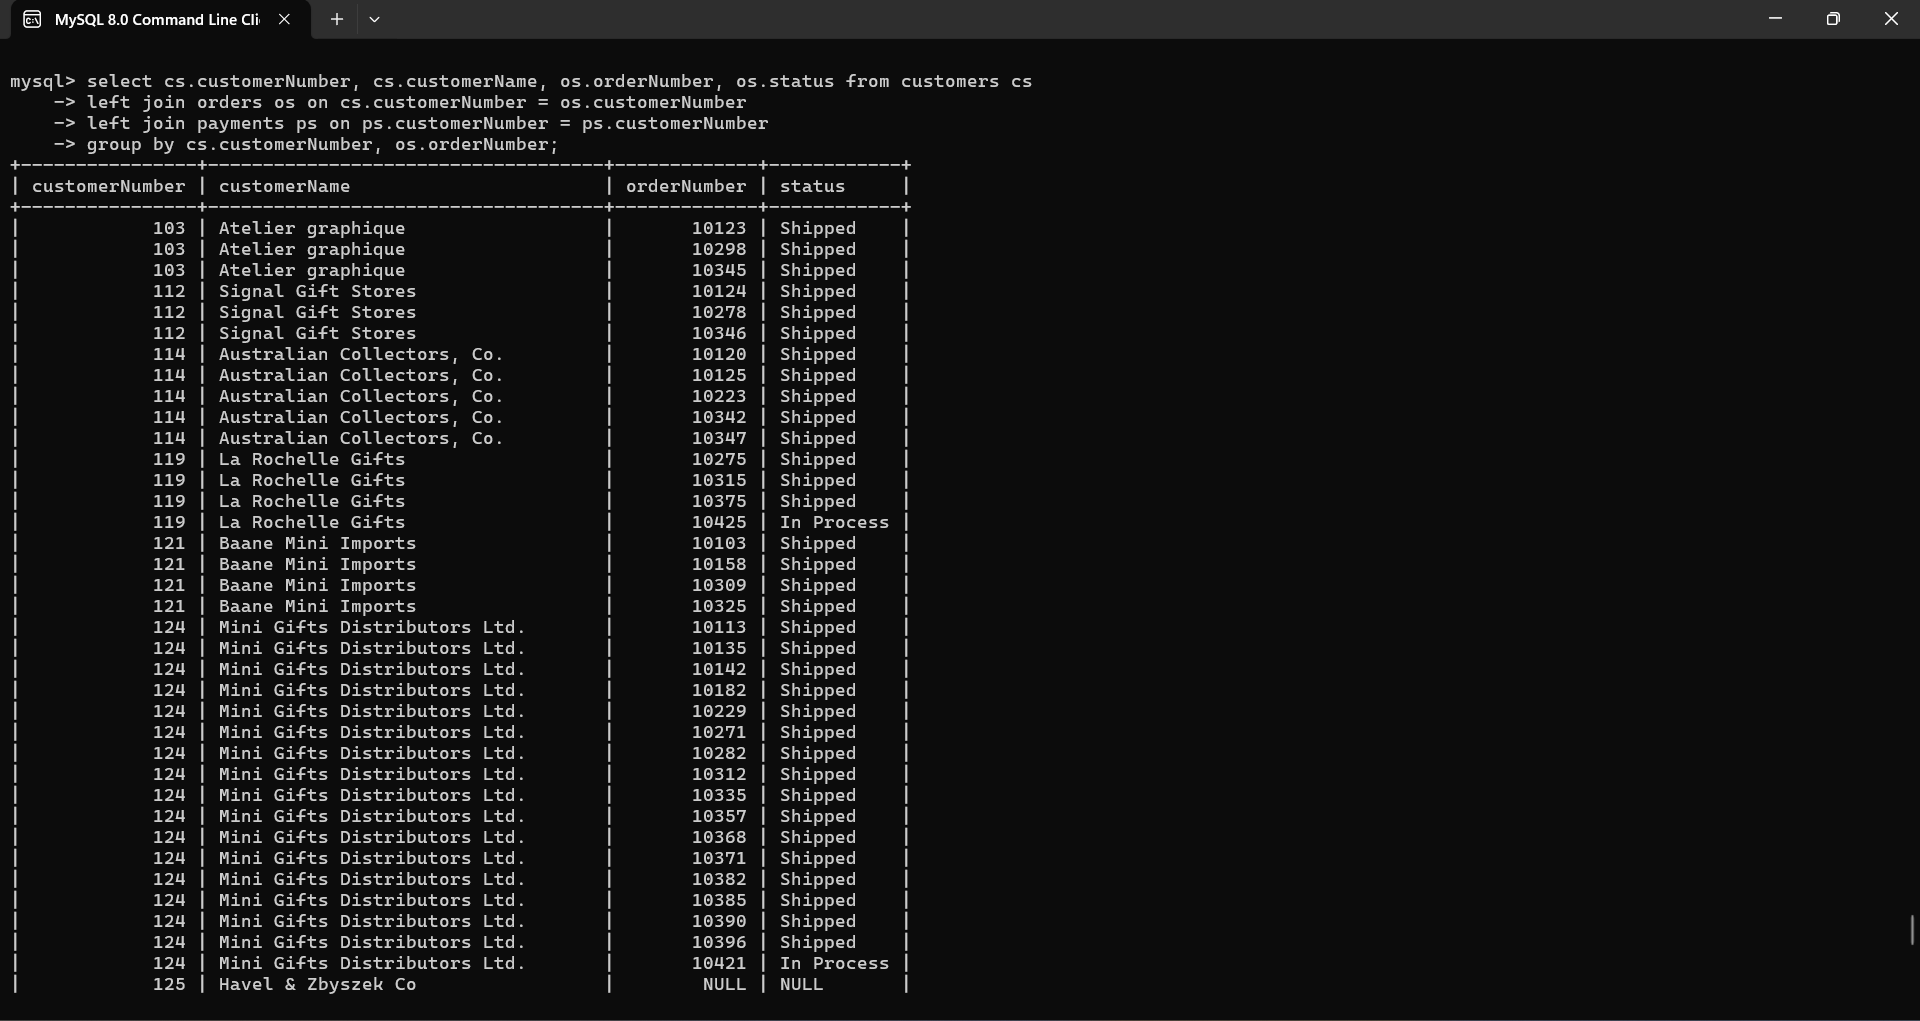 MySQL 8.0 Command Line Cli
mysql> select cs.customerNumber, cs.customerName, os.orderNumber, os.status from customers cs
    -> left join orders os on cs.customerNumber = os.customerNumber
    -> left join payments ps on ps.customerNumber = ps.customerNumber
    -> group by cs.customerNumber, os.orderNumber;
+----------------+------------------------------------+-------------+------------+
| customerNumber | customerName                       | orderNumber | status     |
+----------------+------------------------------------+-------------+------------+
|            103 | Atelier graphique                  |       10123 | Shipped    |
|            103 | Atelier graphique                  |       10298 | Shipped    |
|            103 | Atelier graphique                  |       10345 | Shipped    |
|            112 | Signal Gift Stores                 |       10124 | Shipped    |
|            112 | Signal Gift Stores                 |       10278 | Shipped    |
|            112 | Signal Gift Stores                 |       10346 | Shipped    |
|            114 | Australian Collectors, Co.         |       10120 | Shipped    |
|            114 | Australian Collectors, Co.         |       10125 | Shipped    |
|            114 | Australian Collectors, Co.         |       10223 | Shipped    |
|            114 | Australian Collectors, Co.         |       10342 | Shipped    |
|            114 | Australian Collectors, Co.         |       10347 | Shipped    |
|            119 | La Rochelle Gifts                  |       10275 | Shipped    |
|            119 | La Rochelle Gifts                  |       10315 | Shipped    |
|            119 | La Rochelle Gifts                  |       10375 | Shipped    |
|            119 | La Rochelle Gifts                  |       10425 | In Process |
|            121 | Baane Mini Imports                 |       10103 | Shipped    |
|            121 | Baane Mini Imports                 |       10158 | Shipped    |
|            121 | Baane Mini Imports                 |       10309 | Shipped    |
|            121 | Baane Mini Imports                 |       10325 | Shipped    |
|            124 | Mini Gifts Distributors Ltd.       |       10113 | Shipped    |
|            124 | Mini Gifts Distributors Ltd.       |       10135 | Shipped    |
|            124 | Mini Gifts Distributors Ltd.       |       10142 | Shipped    |
|            124 | Mini Gifts Distributors Ltd.       |       10182 | Shipped    |
|            124 | Mini Gifts Distributors Ltd.       |       10229 | Shipped    |
|            124 | Mini Gifts Distributors Ltd.       |       10271 | Shipped    |
|            124 | Mini Gifts Distributors Ltd.       |       10282 | Shipped    |
|            124 | Mini Gifts Distributors Ltd.       |       10312 | Shipped    |
|            124 | Mini Gifts Distributors Ltd.       |       10335 | Shipped    |
|            124 | Mini Gifts Distributors Ltd.       |       10357 | Shipped    |
|            124 | Mini Gifts Distributors Ltd.       |       10368 | Shipped    |
|            124 | Mini Gifts Distributors Ltd.       |       10371 | Shipped    |
|            124 | Mini Gifts Distributors Ltd.       |       10382 | Shipped    |
|            124 | Mini Gifts Distributors Ltd.       |       10385 | Shipped    |
|            124 | Mini Gifts Distributors Ltd.       |       10390 | Shipped    |
|            124 | Mini Gifts Distributors Ltd.       |       10396 | Shipped    |
|            124 | Mini Gifts Distributors Ltd.       |       10421 | In Process |
|            125 | Havel & Zbyszek Co                 |        NULL | NULL       |